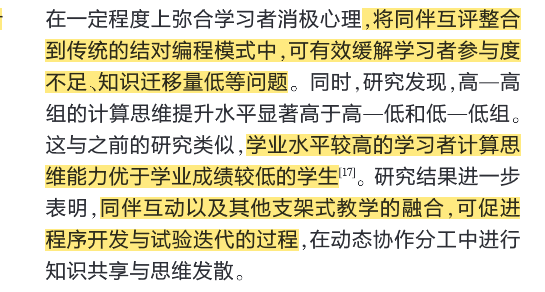 在一定程度上弥合学习者消极心理,将同伴互评整合
到传统的结对编程模式中,可有效缓解学习者参与度
不足、知识迁移量低等问题。同时,研究发现,高—高
组的计算思维提升水平显著高于高—低和低—低组。
这与之前的研究类似,学业水平较高的学习者计算思
维能力优于学业成绩较低的学生[17]。研究结果进一步
表明,同伴互动以及其他支架式教学的融合,可促进
程序开发与试验迭代的过程,在动态协作分工中进行
知识共享与思维发散。